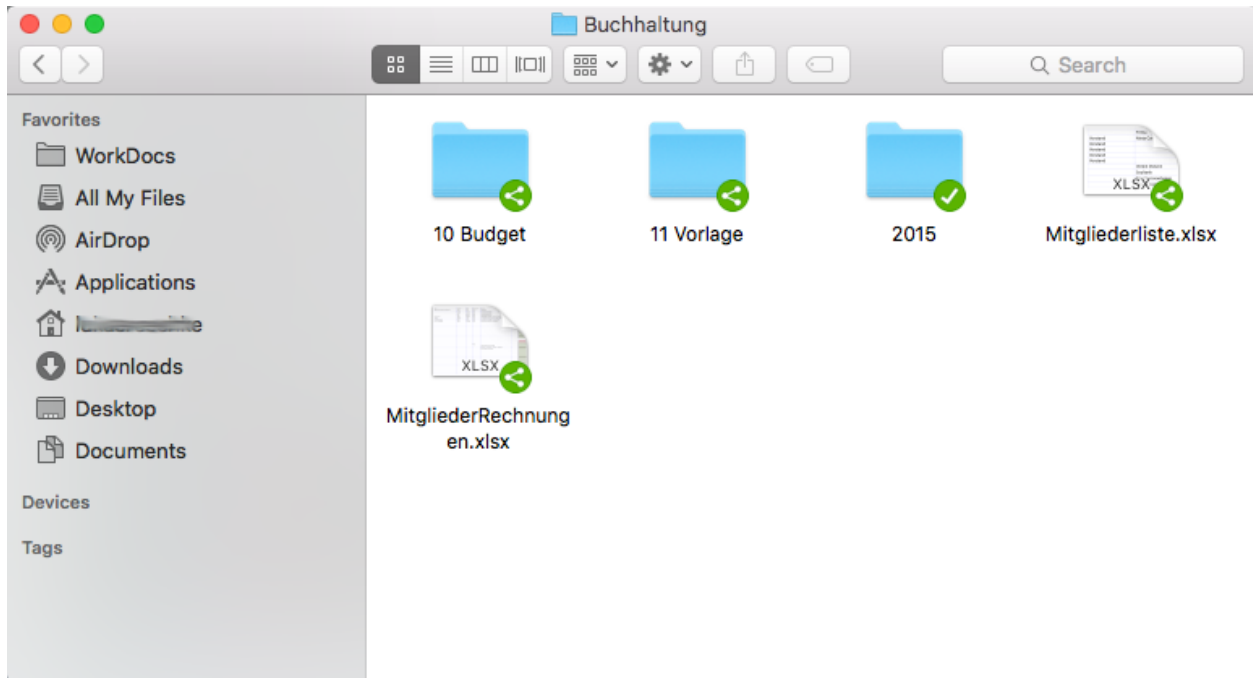 Buchhaltung
Search
Favorites
WorkDocs
All My Files
AirDrop
Applications
Downloads
Desktop
Documents
Devices
Tags
10 Budget
11 Vorlage
2015
XLSX
Mitgliederliste.xlsx
XLSX
MitgliederRechnung
en.xlsx